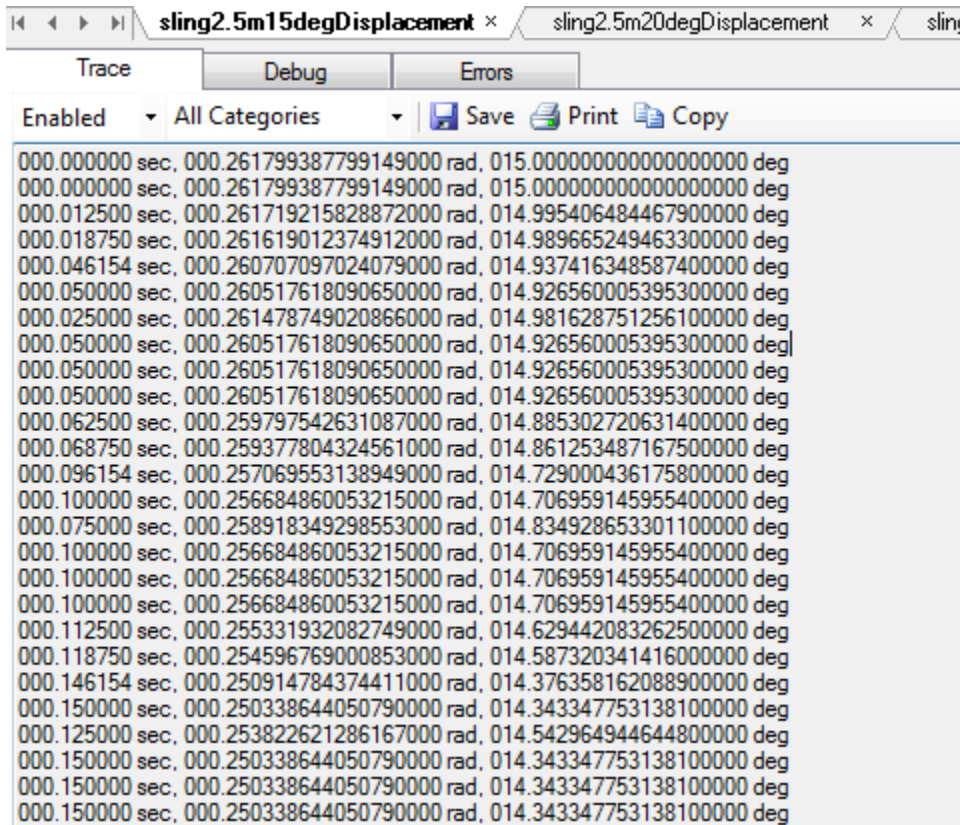 sling2.5m15degDisplacement × sling2.5m20degDisplacement × sling
Trace Debug Errors
Enabled All Categories Save Print Copy
000.000000 sec, 000.261799387799149000 rad, 015.000000000000000000 deg
000.000000 sec, 000.261799387799149000 rad, 015.000000000000000000 deg
000.012500 sec, 000.261719215828872000 rad, 014.995406484467900000 deg
000.018750 sec, 000.261619012374912000 rad, 014.989665249463300000 deg
000.046154 sec, 000.260707097024079000 rad, 014.937416348587400000 deg
000.050000 sec, 000.260517618090650000 rad, 014.926560005395300000 deg
000.025000 sec, 000.261478749020866000 rad, 014.981628751256100000 deg
000.050000 sec, 000.260517618090650000 rad, 014.926560005395300000 deg
000.050000 sec, 000.260517618090650000 rad, 014.926560005395300000 deg
000.050000 sec, 000.260517618090650000 rad, 014.926560005395300000 deg
000.062500 sec, 000.259797542631087000 rad, 014.885302720631400000 deg
000.068750 sec, 000.259377804324561000 rad, 014.861253487167500000 deg
000.096154 sec, 000.257069553138949000 rad, 014.729000436175800000 deg
000.100000 sec, 000.256684860053215000 rad, 014.706959145955400000 deg
000.075000 sec, 000.258918349298553000 rad, 014.834928653301100000 deg
000.100000 sec, 000.256684860053215000 rad, 014.706959145955400000 deg
000.100000 sec, 000.256684860053215000 rad, 014.706959145955400000 deg
000.100000 sec, 000.256684860053215000 rad, 014.706959145955400000 deg
000.112500 sec, 000.255331932082749000 rad, 014.629442083262500000 deg
000.118750 sec, 000.254596769000853000 rad, 014.587320341416000000 deg
000.146154 sec, 000.250914784374411000 rad, 014.376358162088900000 deg
000.150000 sec, 000.250338644050790000 rad, 014.343347753138100000 deg
000.125000 sec, 000.253822621286167000 rad, 014.542964944644800000 deg
000.150000 sec, 000.250338644050790000 rad, 014.343347753138100000 deg
000.150000 sec, 000.250338644050790000 rad, 014.343347753138100000 deg
000.150000 sec, 000.250338644050790000 rad, 014.343347753138100000 deg